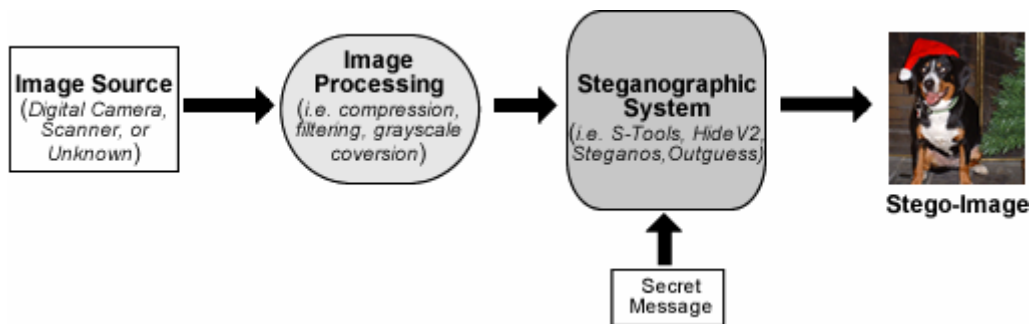 Image Source
(Digital Camera,
Scanner, or
Unknown)
Image
Processing
(i.e. compression,
filtering, grayscale
coversion)
Steganographic
System
(i.e. S-Tools, HideV2,
Steganos,Outguess)
Stego-Image
Secret
Message